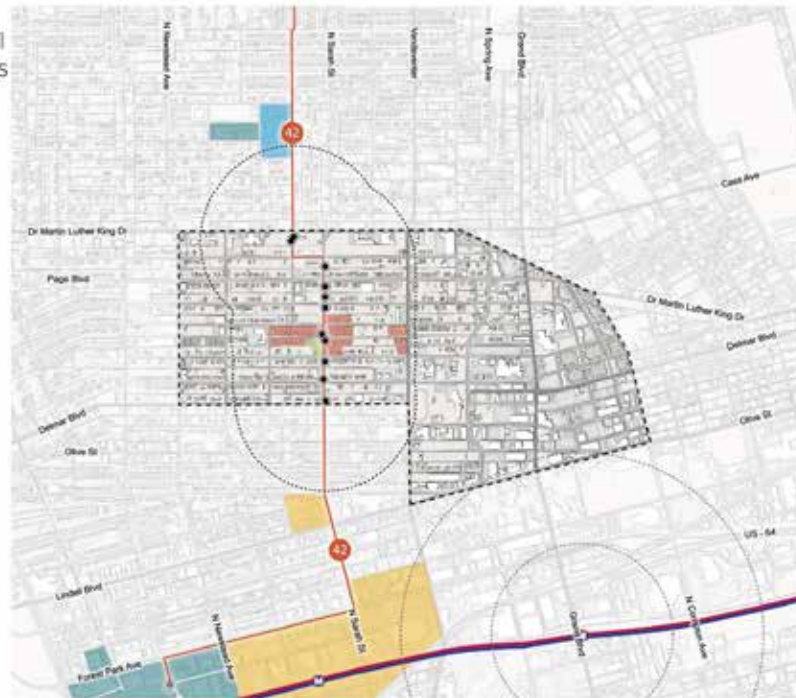 N Newstead Ave
N Sarah St
Vandeventer
N Spring Ave
Grand Blvd
42
Cass Ave
Dr Martin Luther King Dr
Page Blvd
Dr Martin Luther King Dr
Delmar Blvd
Delmar Blvd
Olive St
Olive St
42
US - 64
Lindell Blvd
N Sarah St
N Newstead Ave
Grand Blvd
N Compton Ave
Forest Park Ave
M